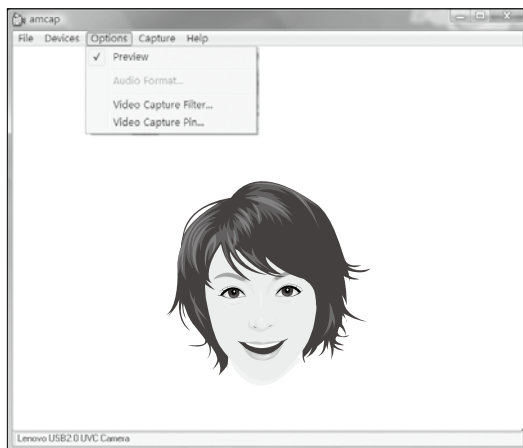 amcap
File Devices Options Capture Help
✓ Preview
Audio Format...
Video Capture Filter...
Video Capture Pin...
Lenovo USB2.0 UVC Camera